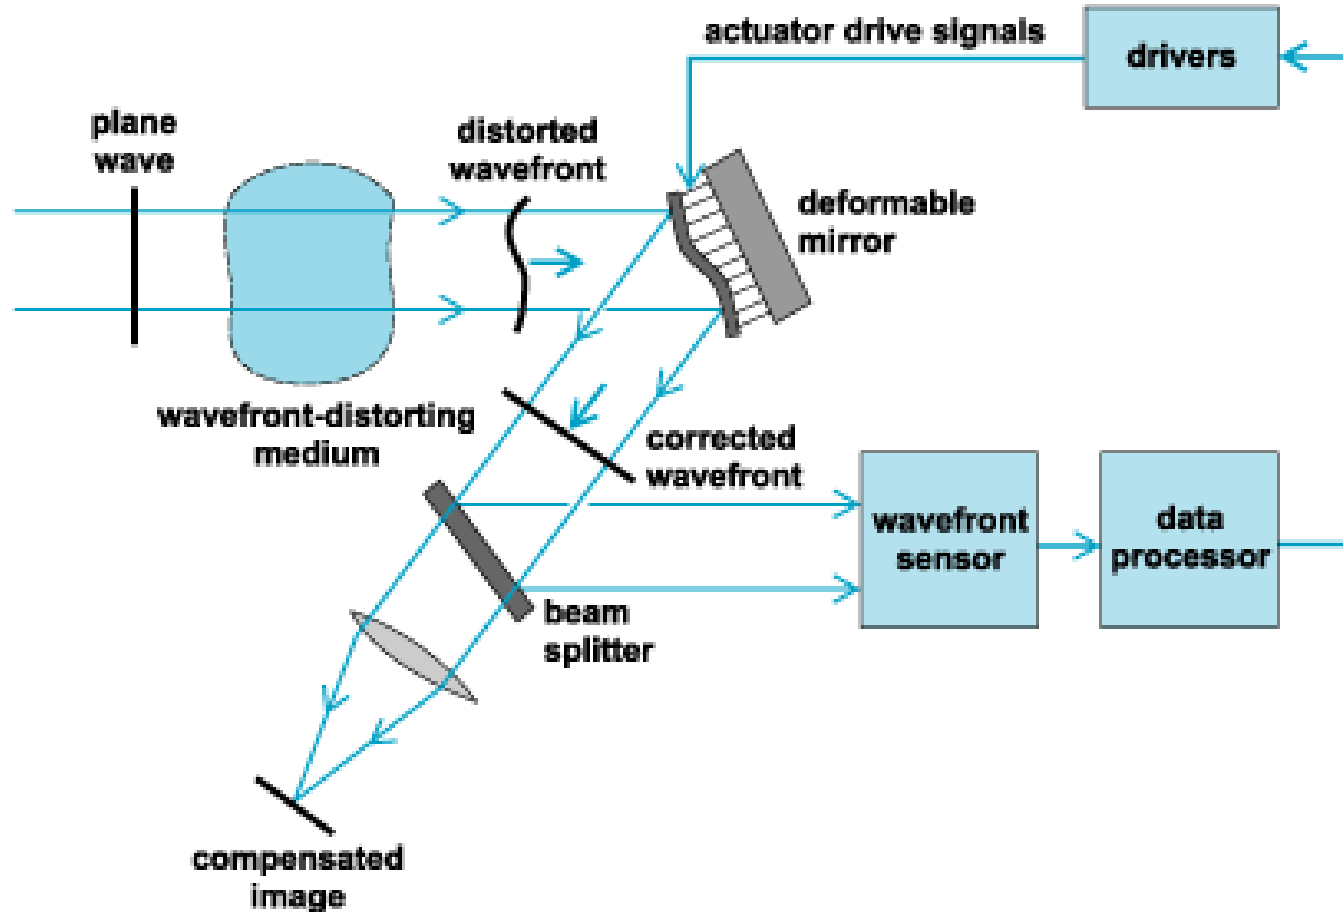 actuator drive signals
drivers
plane
wave
distorted
wavefront
deformable
mirror
wavefront-distorting
medium
corrected
wavefront
wavefront
sensor
data
processor
beam
splitter
compensated
image